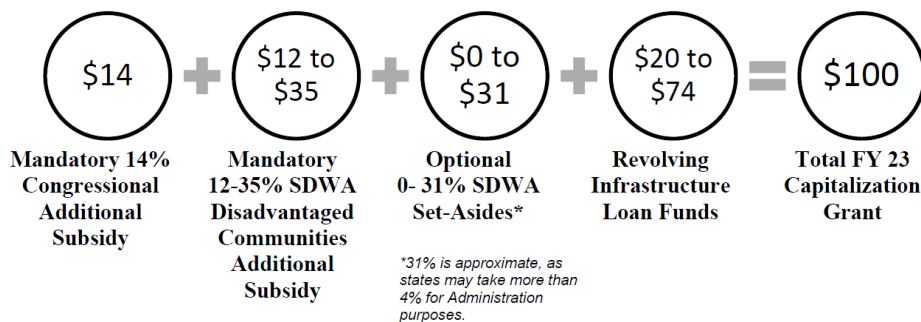 $14
$12 to
$35
$0 to
$31
$20 to
$74
$100
Mandatory 14%
Congressional
Additional
Subsidy
Mandatory
12-35% SDWA
Disadvantaged
Communities
Additional
Subsidy
Optional
0- 31% SDWA
Set-Asides*
*31% is approximate, as
states may take more than
4% for Administration
purposes.
Revolving
Infrastructure
Loan Funds
Total FY 23
Capitalization
Grant